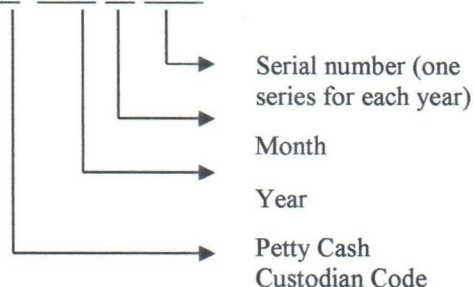 Serial number (one
series for each year)
Month
Year
Petty Cash
Custodian Code